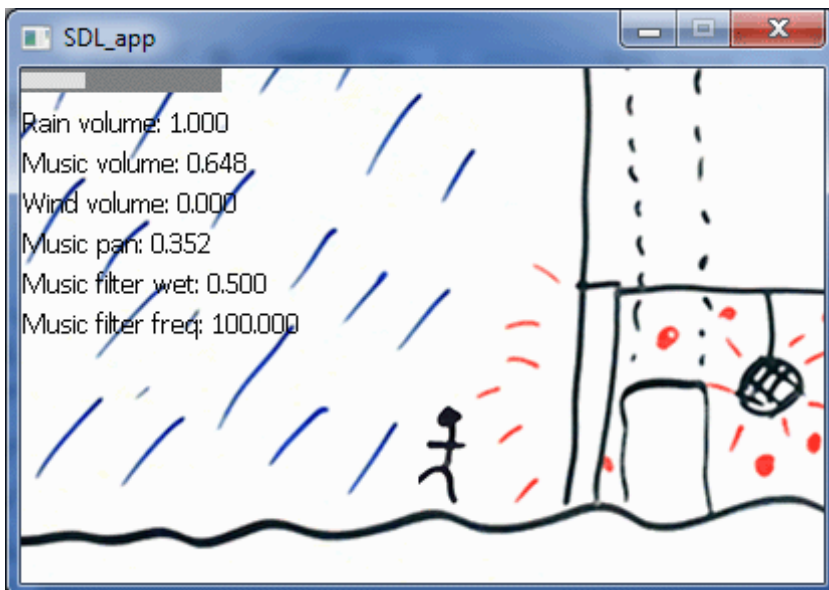 SDL_app
Rain volume: 1.000
Music volume: 0.648
Wind volume: 0.000
Music pan: 0.352
Music filter wet: 0.500
Music filter freq: 100.000